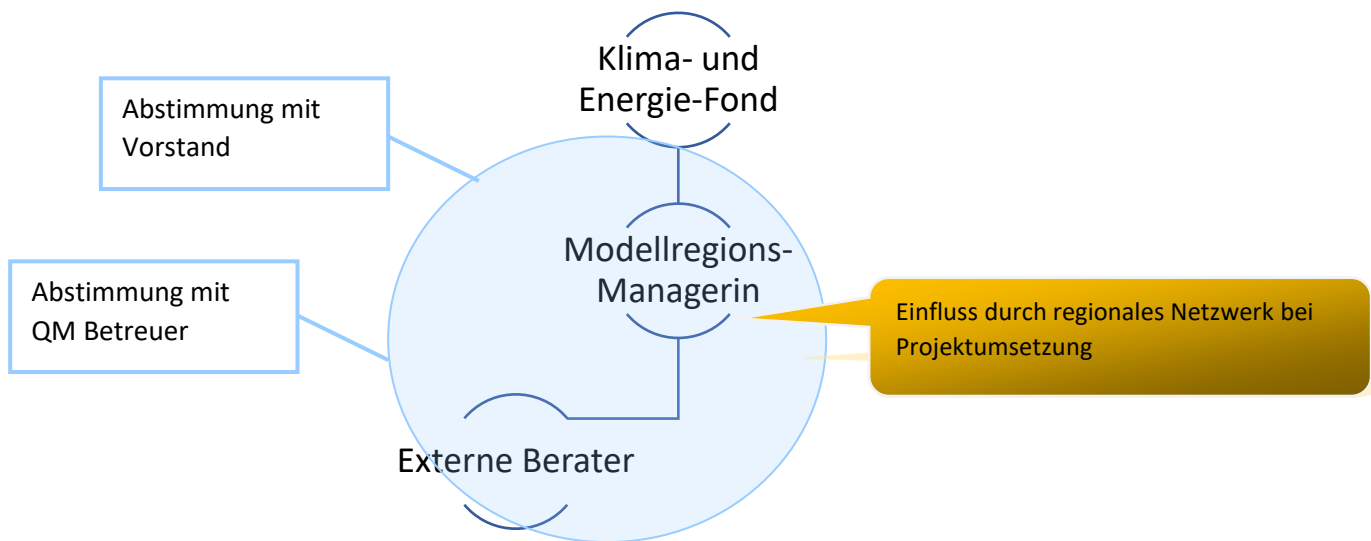 Klima- und
Energie-Fond
Abstimmung mit
Vorstand
Modellregions-
Managerin
Abstimmung mit
QM Betreuer
Einfluss durch regionales Netzwerk bei
Projektumsetzung
Externe Berater